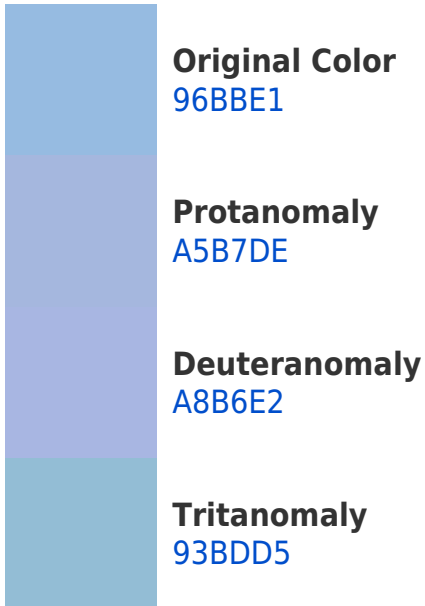 Original Color
96BBE1
Protanomaly
A5B7DE
Deuteranomaly
A8B6E2
Tritanomaly
93BDD5